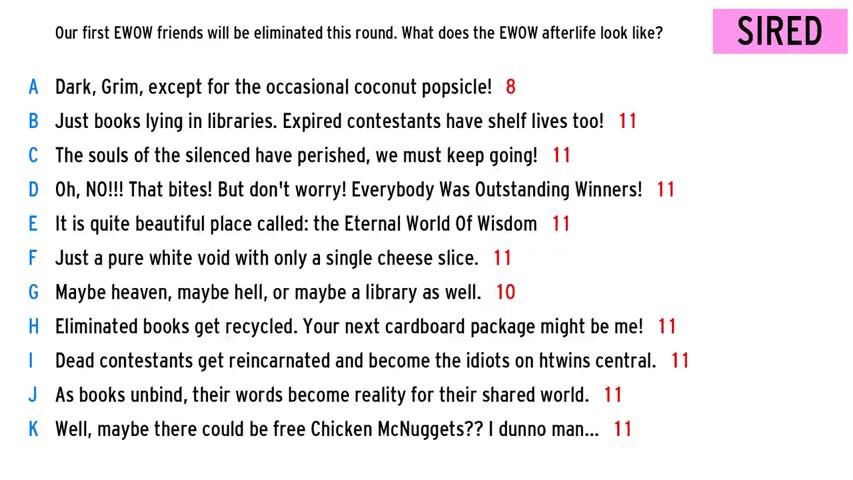 Our first EWOW friends will be eliminated this round. What does the EWOW afterlife look like?
SIRED
A Dark, Grim, except for the occasional coconut popsicle! 8
B Just books lying in libraries. Expired contestants have shelf lives too! 11
C The souls of the silenced have perished, we must keep going! 11
D Oh, NO!!! That bites! But don't worry! Everybody Was Outstanding Winners! 11
E It is quite beautiful place called: the Eternal World Of Wisdom 11
F Just a pure white void with only a single cheese slice. 11
G Maybe heaven, maybe hell, or maybe a library as well. 10
H Eliminated books get recycled. Your next cardboard package might be me! 11
I Dead contestants get reincarnated and become the idiots on htwins central. 11
J As books unbind, their words become reality for their shared world. 11
K Well, maybe there could be free Chicken McNuggets?? I dunno man... 11